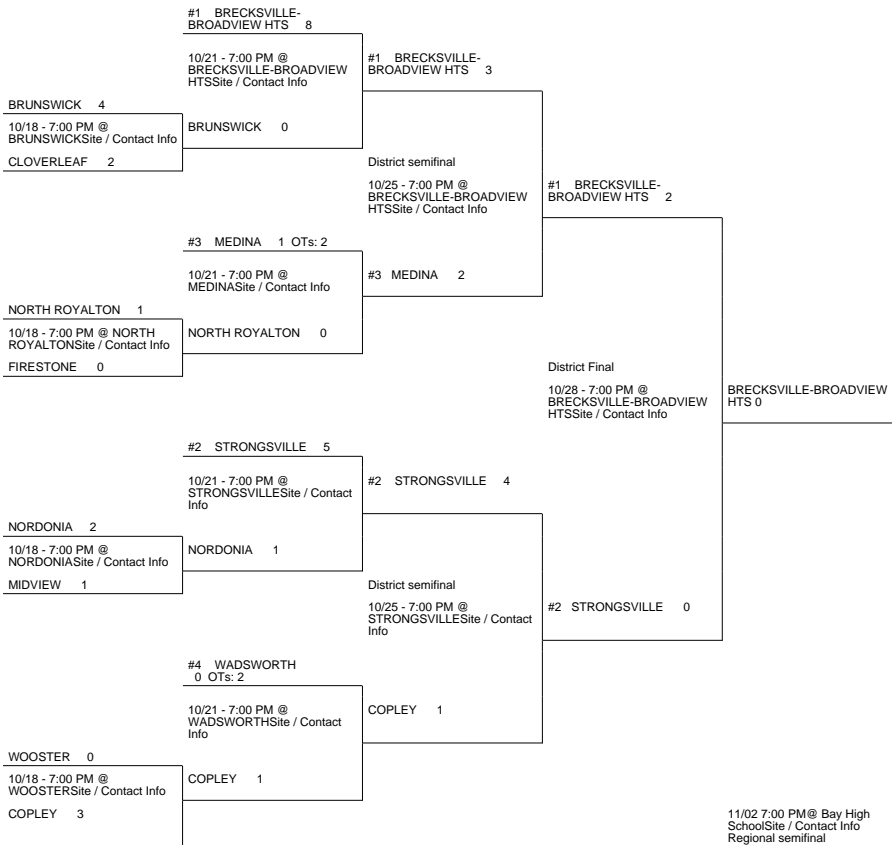 #1 BRECKSVILLE-
BROADVIEW HTS 8
10/21 - 7:00 PM @
BRECKSVILLE-BROADVIEW
HTSSite / Contact Info
#1 BRECKSVILLE-
BROADVIEW HTS 3
BRUNSWICK 4
10/18 - 7:00 PM @
BRUNSWICKSite / Contact Info
BRUNSWICK 0
CLOVERLEAF 2
District semifinal
10/25 - 7:00 PM @
BRECKSVILLE-BROADVIEW
HTSSite / Contact Info
#1 BRECKSVILLE-
BROADVIEW HTS 2
#3 MEDINA 1 OTs: 2
10/21 - 7:00 PM @
MEDINASite / Contact Info
#3 MEDINA 2
NORTH ROYALTON 1
10/18 - 7:00 PM @ NORTH
ROYALTONSite / Contact Info
NORTH ROYALTON 0
FIRESTONE 0
District Final
10/28 - 7:00 PM @
BRECKSVILLE-BROADVIEW
HTSSite / Contact Info
BRECKSVILLE-BROADVIEW
HTS 0
#2 STRONGSVILLE 5
10/21 - 7:00 PM @
STRONGSVILLESite / Contact
Info
#2 STRONGSVILLE 4
NORDONIA 2
10/18 - 7:00 PM @
NORDONIASite / Contact Info
NORDONIA 1
MIDVIEW 1
District semifinal
10/25 - 7:00 PM @
STRONGSVILLESite / Contact
Info
#2 STRONGSVILLE 0
#4 WADSWORTH
0 OTs: 2
10/21 - 7:00 PM @
WADSWORTHSite / Contact
Info
COPLEY 1
WOOSTER 0
10/18 - 7:00 PM @
WOOSTERSite / Contact Info
COPLEY 1
COPLEY 3
11/02 7:00 PM@ Bay High
SchoolSite / Contact Info
Regional semifinal